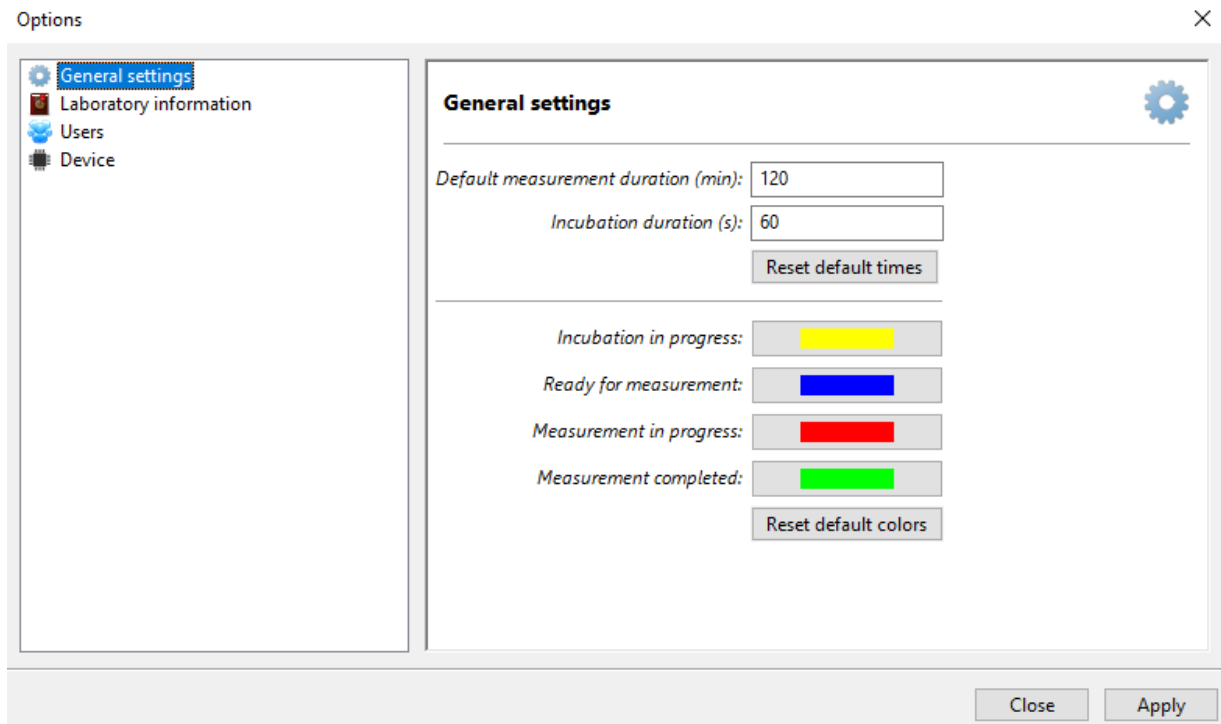 Options
General settings
Laboratory information
Users
Device
General settings
Default measurement duration (min): 120
Incubation duration (s): 60
Reset default times
Incubation in progress:
Ready for measurement:
Measurement in progress:
Measurement completed:
Reset default colors
Close Apply